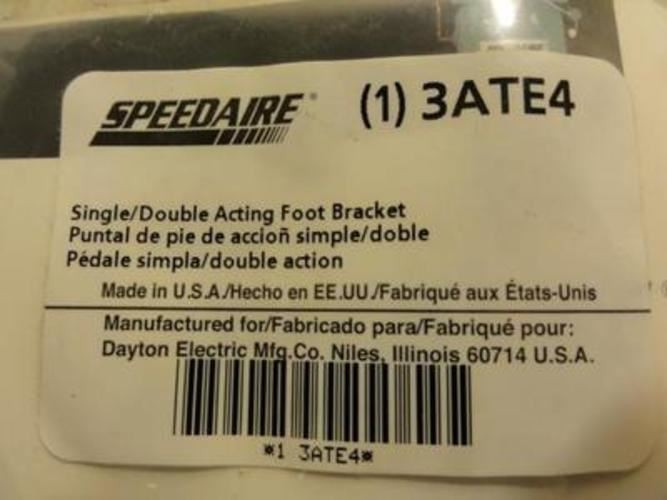 SPEEDAIRE
SPEEDAIRE® (1) 3ATE4
Single/Double Acting Foot Bracket
Puntal de pie de accioñ simple/doble
Pédale simpla/double action
Made in U.S.A./Hecho en EE.UU./Fabriqué aux États-Unis
Manufactured for/Fabricado para/Fabriqué pour:
Dayton Electric Mfg.Co. Niles, Illinois 60714 U.S.A.
*1 3ATE4*